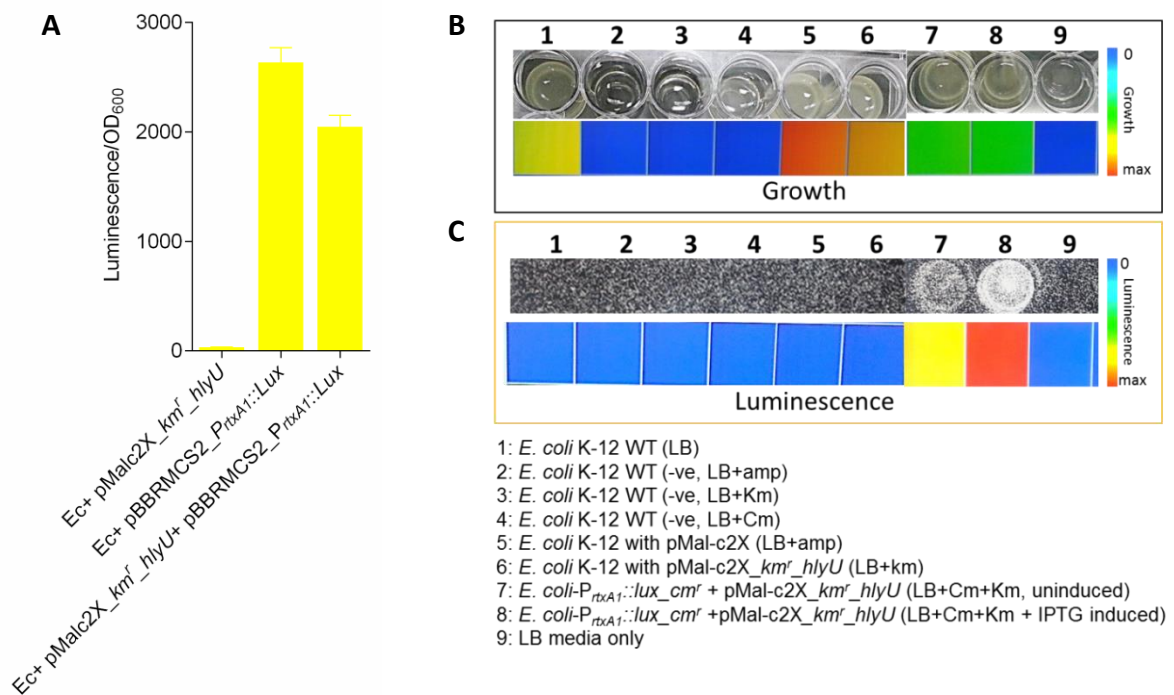 A
3000
2000
1000
0
Luminescence/OD600
Ec+ pMalc2X_kmr_hlyU
Ec+ pBBRMCS2_PrtxA1::Lux
Ec+ pMalc2X_kmr_hlyU+ pBBRMCS2_PrtxA1::Lux
B
1 2 3 4 5 6 7 8 9
0
Growth
max
Growth
C
1 2 3 4 5 6 7 8 9
0
Luminescence
max
Luminescence
1: E. coli K-12 WT (LB)
2: E. coli K-12 WT (-ve, LB+amp)
3: E. coli K-12 WT (-ve, LB+Km)
4: E. coli K-12 WT (-ve, LB+Cm)
5: E. coli K-12 with pMal-c2X (LB+amp)
6: E. coli K-12 with pMal-c2X_kmr_hlyU (LB+km)
7: E. coli-PrtxA1::lux_cmr + pMal-c2X_kmr_hlyU (LB+Cm+Km, uninduced)
8: E. coli-PrtxA1::lux_cmr +pMal-c2X_kmr_hlyU (LB+Cm+Km + IPTG induced)
9: LB media only